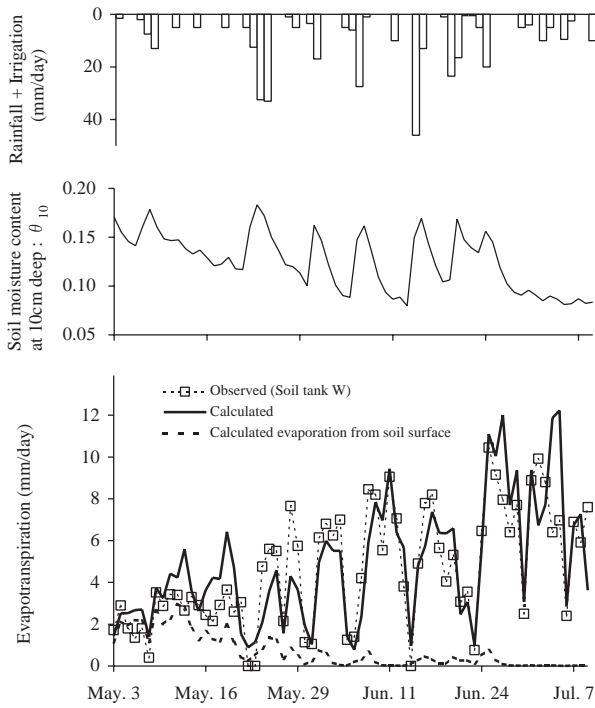 Rainfall + Irrigation
(mm/day)
0
20
40
Soil moisture content
at 10cm deep : θ 10
0.20
0.15
0.10
0.05
Evapotranspiration (mm/day)
12
10
8
6
4
2
0
Observed (Soil tank W)
Calculated
Calculated evaporation from soil surface
May. 3 May. 16 May. 29 Jun. 11 Jun. 24 Jul. 7